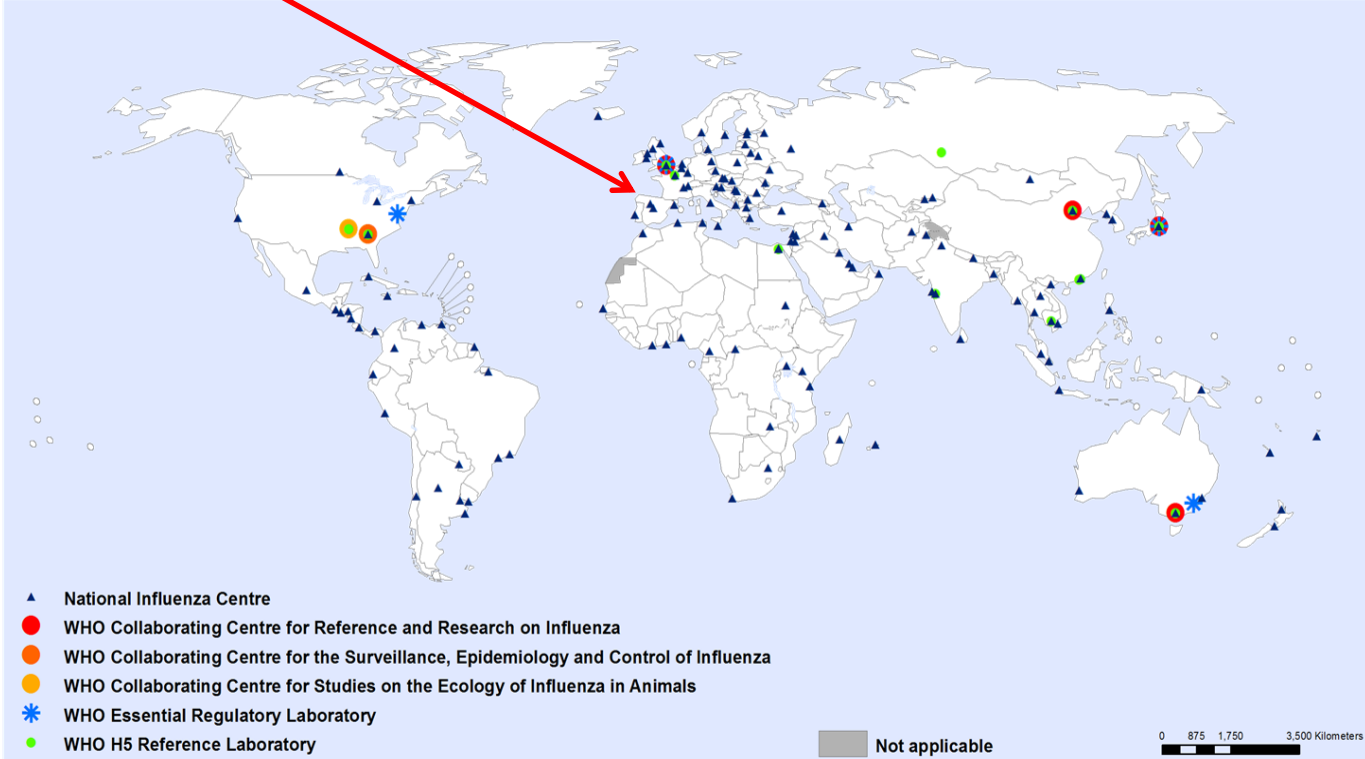 National Influenza Centre
WHO Collaborating Centre for Reference and Research on Influenza
WHO Collaborating Centre for the Surveillance, Epidemiology and Control of Influenza
WHO Collaborating Centre for Studies on the Ecology of Influenza in Animals
WHO Essential Regulatory Laboratory
WHO H5 Reference Laboratory
Not applicable
0 875 1,750 3,500 Kilometers